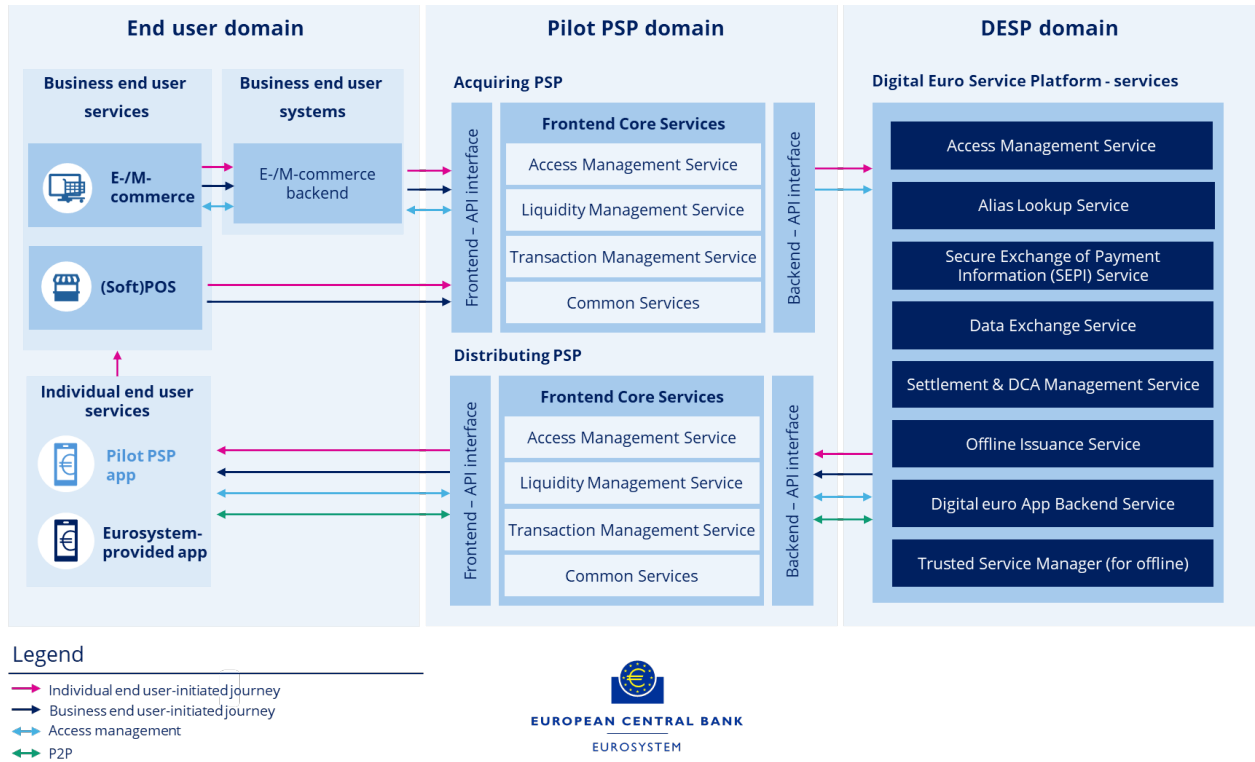 End user domain
Pilot PSP domain
DESP domain
Business end user
services
Business end user
systems
E-/M-
commerce
E-/M-commerce
backend
(Soft)POS
Individual end user
services
Pilot PSP
app
Eurosystem-
provided app
Acquiring PSP
Frontend – API interface
Frontend Core Services
Access Management Service
Liquidity Management Service
Transaction Management Service
Common Services
Backend – API interface
Distributing PSP
Frontend – API interface
Frontend Core Services
Access Management Service
Liquidity Management Service
Transaction Management Service
Common Services
Backend – API interface
Digital Euro Service Platform - services
Access Management Service
Alias Lookup Service
Secure Exchange of Payment
Information (SEPI) Service
Data Exchange Service
Settlement & DCA Management Service
Offline Issuance Service
Digital euro App Backend Service
Trusted Service Manager (for offline)
Legend
Individual end user-initiated journey
Business end user-initiated journey
Access management
P2P
EUROPEAN CENTRAL BANK
EUROSYSTEM